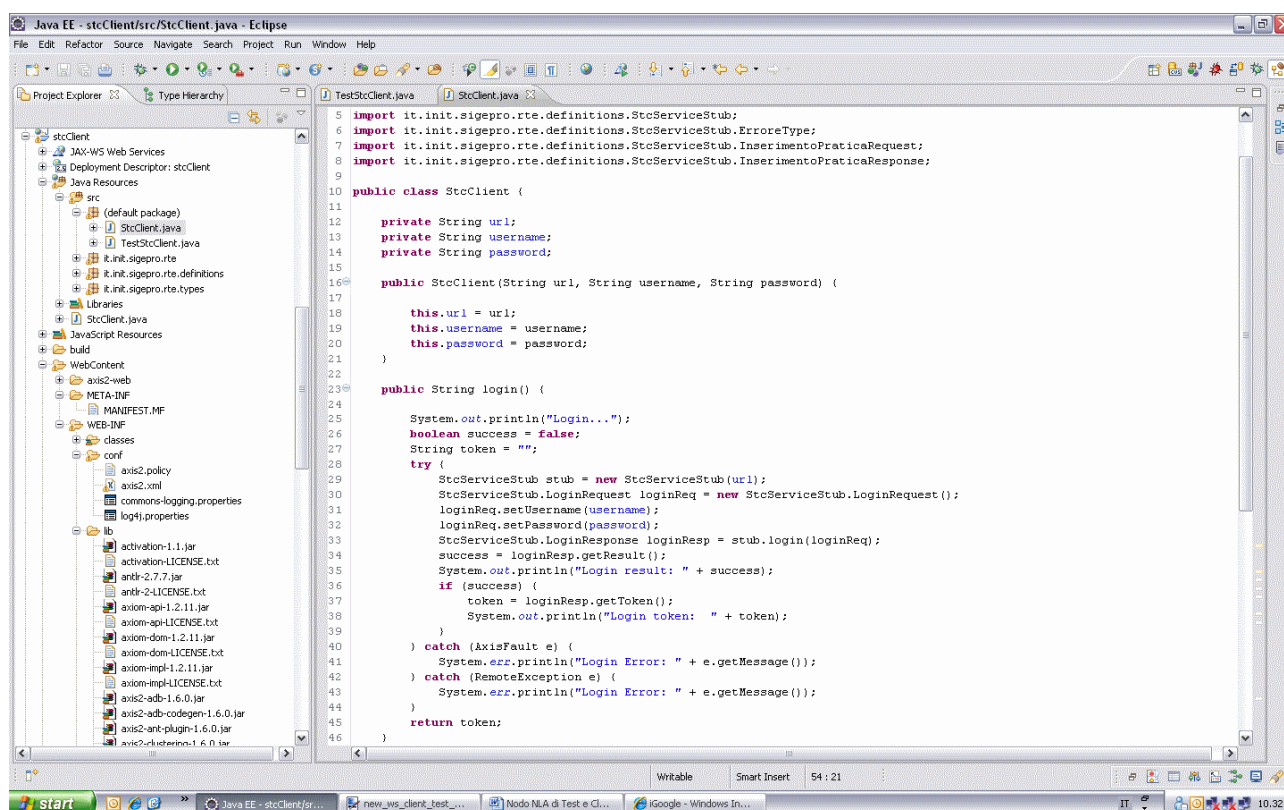 Java EE - stcClient/src/StcClient.java - Eclipse
File Edit Refactor Source Navigate Search Project Run Window Help
Project Explorer
Type Hierarchy
TestStcClient.java
StcClient.java
stcClient
JAX-WS Web Services
Deployment Descriptor: stcClient
Java Resources
src
(default package)
StcClient.java
TestStcClient.java
it.init.sigepro.rte
it.init.sigepro.rte.definitions
it.init.sigepro.rte.types
Libraries
StcClient.java
JavaScript Resources
build
WebContent
axis2-web
META-INF
MANIFEST.MF
WEB-INF
classes
conf
axis2.policy
axis2.xml
commons-logging.properties
log4j.properties
lib
activation-1.1.jar
activation-LICENSE.txt
antlr-2.7.7.jar
antlr-2-LICENSE.txt
axiom-api-1.2.11.jar
axiom-api-LICENSE.txt
axiom-dom-1.2.11.jar
axiom-dom-LICENSE.txt
axiom-impl-1.2.11.jar
axiom-impl-LICENSE.txt
axis2-adb-1.6.0.jar
axis2-adb-codegen-1.6.0.jar
axis2-ant-plugin-1.6.0.jar
axis2-clustering-1.6.0.jar
5 import it.init.sigepro.rte.definitions.StcServiceStub;
6 import it.init.sigepro.rte.definitions.StcServiceStub.ErroreType;
7 import it.init.sigepro.rte.definitions.StcServiceStub.InserimentoPraticaRequest;
8 import it.init.sigepro.rte.definitions.StcServiceStub.InserimentoPraticaResponse;
9
10 public class StcClient {
11
12 private String url;
13 private String username;
14 private String password;
15
16 public StcClient(String url, String username, String password) {
17
18 this.url = url;
19 this.username = username;
20 this.password = password;
21 }
22
23 public String login() {
24
25 System.out.println("Login...");
26 boolean success = false;
27 String token = "";
28 try {
29 StcServiceStub stub = new StcServiceStub(url);
30 StcServiceStub.LoginRequest loginReq = new StcServiceStub.LoginRequest();
31 loginReq.setUsername(username);
32 loginReq.setPassword(password);
33 StcServiceStub.LoginResponse loginResp = stub.login(loginReq);
34 success = loginResp.getResult();
35 System.out.println("Login result: " + success);
36 if (success) {
37 token = loginResp.getToken();
38 System.out.println("Login token:  " + token);
39 }
40 } catch (AxisFault e) {
41 System.err.println("Login Error: " + e.getMessage());
42 } catch (RemoteException e) {
43 System.err.println("Login Error: " + e.getMessage());
44 }
45 return token;
46 }
Writable
Smart Insert
54 : 21
start
Java EE - stcClient/sr...
new_ws_client_test_...
Nodo NLA di Test e Cl...
iGoogle - Windows In...
IT
10:32